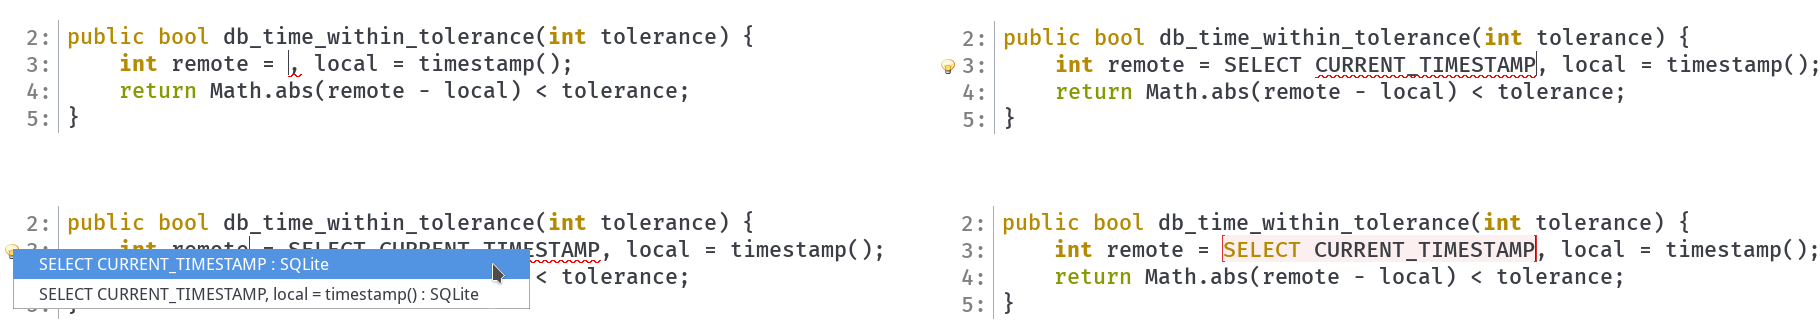 2: public bool db_time_within_tolerance(int tolerance) {
3: int remote = , local = timestamp();
4: return Math.abs(remote - local) < tolerance;
5: }
2: public bool db_time_within_tolerance(int tolerance) {
3: int remote = SELECT CURRENT_TIMESTAMP, local = timestamp();
4: return Math.abs(remote - local) < tolerance;
5: }
2: public bool db_time_within_tolerance(int tolerance) {
3: int remote = SELECT CURRENT_TIMESTAMP, local = timestamp();
SELECT CURRENT_TIMESTAMP : SQLite
< tolerance;
SELECT CURRENT_TIMESTAMP, local = timestamp() : SQLite
5: }
2: public bool db_time_within_tolerance(int tolerance) {
3: int remote = SELECT CURRENT_TIMESTAMP, local = timestamp();
4: return Math.abs(remote - local) < tolerance;
5: }